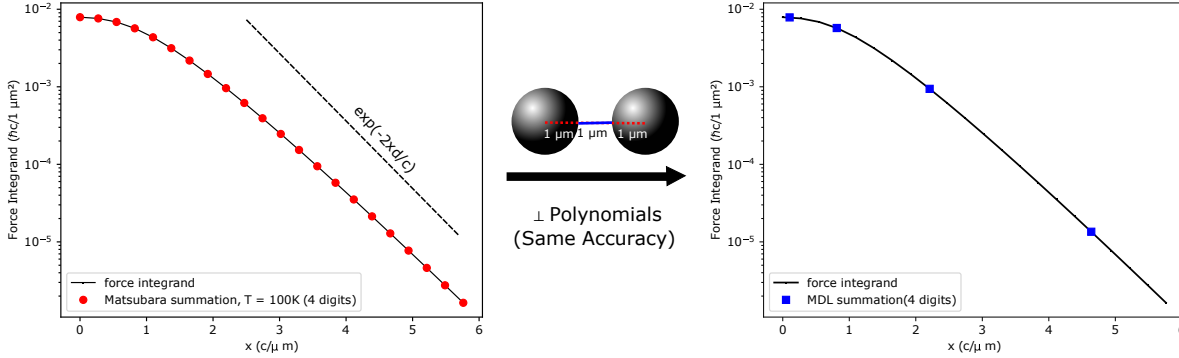 10⁻²
10⁻³
10⁻⁴
10⁻⁵
Force Integrand (ħc/1 μm²)
exp(-2xd/c)
force integrand
Matsubara summation, T = 100K (4 digits)
0 1 2 3 4 5 6
x (c/μ m)
1 μm 1 μm 1 μm
⊥ Polynomials
(Same Accuracy)
10⁻²
10⁻³
10⁻⁴
10⁻⁵
Force Integrand (ħc/1 μm²)
force integrand
MDL summation(4 digits)
0 1 2 3 4 5 6
x (c/μ m)